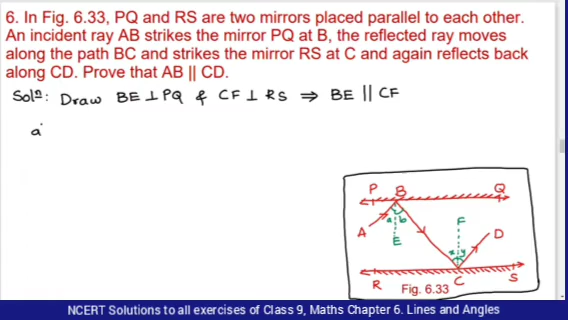 6. In Fig. 6.33, PQ and RS are two mirrors placed parallel to each other.
An incident ray AB strikes the mirror PQ at B, the reflected ray moves
along the path BC and strikes the mirror RS at C and again reflects back
along CD. Prove that AB || CD.
Solⁿ: Draw BE ⊥ PQ & CF ⊥ RS ⇒ BE || CF
a
P B Q
a b
A E F D
x y
R C S
Fig. 6.33
NCERT Solutions to all exercises of Class 9, Maths Chapter 6. Lines and Angles